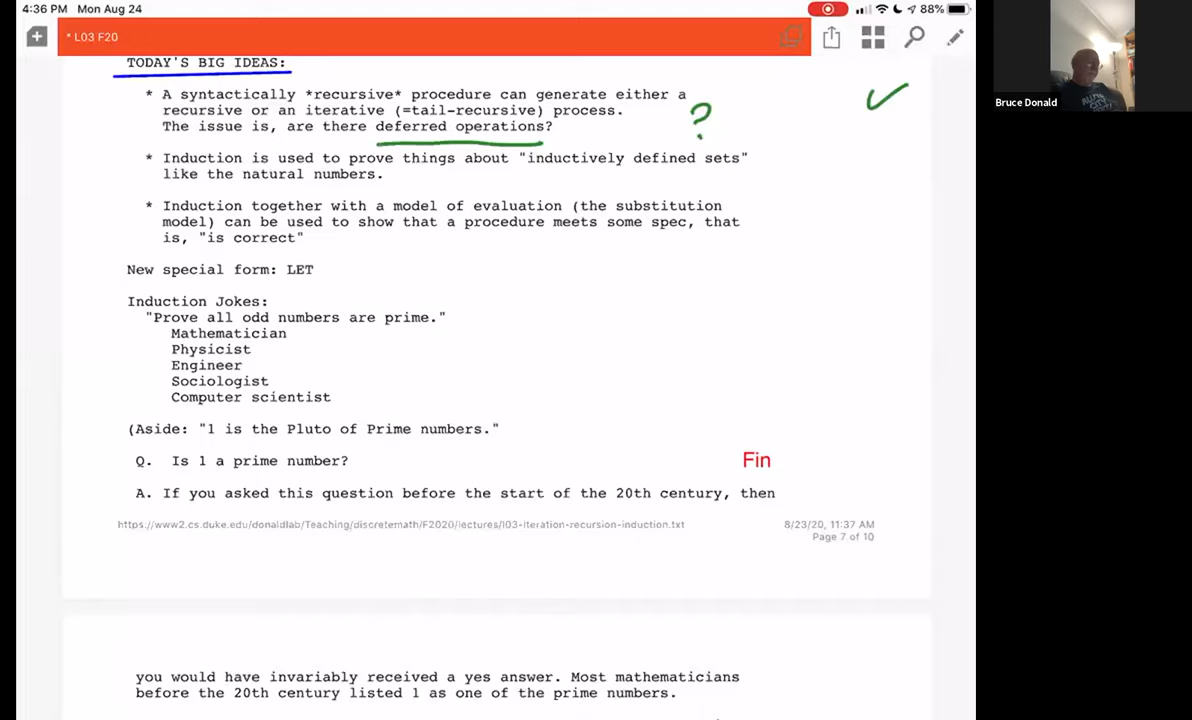 4:36 PM Mon Aug 24
88%
* L03 F20
TODAY'S BIG IDEAS:
* A syntactically *recursive* procedure can generate either a
recursive or an iterative (=tail-recursive) process.
The issue is, are there deferred operations?
?
* Induction is used to prove things about "inductively defined sets"
like the natural numbers.
* Induction together with a model of evaluation (the substitution
model) can be used to show that a procedure meets some spec, that
is, "is correct"
New special form: LET
Induction Jokes:
"Prove all odd numbers are prime."
Mathematician
Physicist
Engineer
Sociologist
Computer scientist
(Aside: "1 is the Pluto of Prime numbers."
Q. Is 1 a prime number?
Fin
A. If you asked this question before the start of the 20th century, then
https://www2.cs.duke.edu/donaldlab/Teaching/discretemath/F2020/lectures/l03-iteration-recursion-induction.txt
8/23/20, 11:37 AM
Page 7 of 10
you would have invariably received a yes answer. Most mathematicians
before the 20th century listed 1 as one of the prime numbers.
Bruce Donald